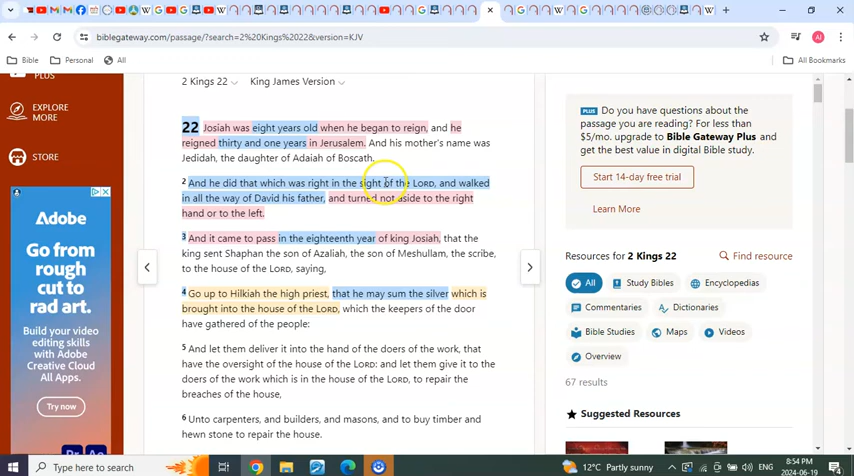 biblegateway.com/passage/?search=2%20Kings%2022&version=KJV
Bible
Personal
All
All Bookmarks
PLUS
EXPLORE
MORE
STORE
Adobe
Go from
rough
cut to
rad art.
Build your video
editing skills with
Adobe Creative Cloud
All Apps.
Try now
2 Kings 22
King James Version
22 Josiah was eight years old when he began to reign, and he
reigned thirty and one years in Jerusalem. And his mother's name was
Jedidah, the daughter of Adaiah of Boscath.
2 And he did that which was right in the sight of the LORD, and walked
in all the way of David his father, and turned not aside to the right
hand or to the left.
3 And it came to pass in the eighteenth year of king Josiah, that the
king sent Shaphan the son of Azaliah, the son of Meshullam, the scribe,
to the house of the LORD, saying,
4 Go up to Hilkiah the high priest, that he may sum the silver which is
brought into the house of the LORD, which the keepers of the door
have gathered of the people:
5 And let them deliver it into the hand of the doers of the work, that
have the oversight of the house of the LORD: and let them give it to the
doers of the work which is in the house of the LORD, to repair the
breaches of the house,
6 Unto carpenters, and builders, and masons, and to buy timber and
hewn stone to repair the house.
PLUS Do you have questions about the
passage you are reading? For less than
$5/mo. upgrade to Bible Gateway Plus and
get the best value in digital Bible study.
Start 14-day free trial
Learn More
Resources for 2 Kings 22
Find resource
All
Study Bibles
Encyclopedias
Commentaries
Dictionaries
Bible Studies
Maps
Videos
Overview
67 results
Suggested Resources
Type here to search
12°C Partly sunny
ENG
8:54 PM
2024-06-19